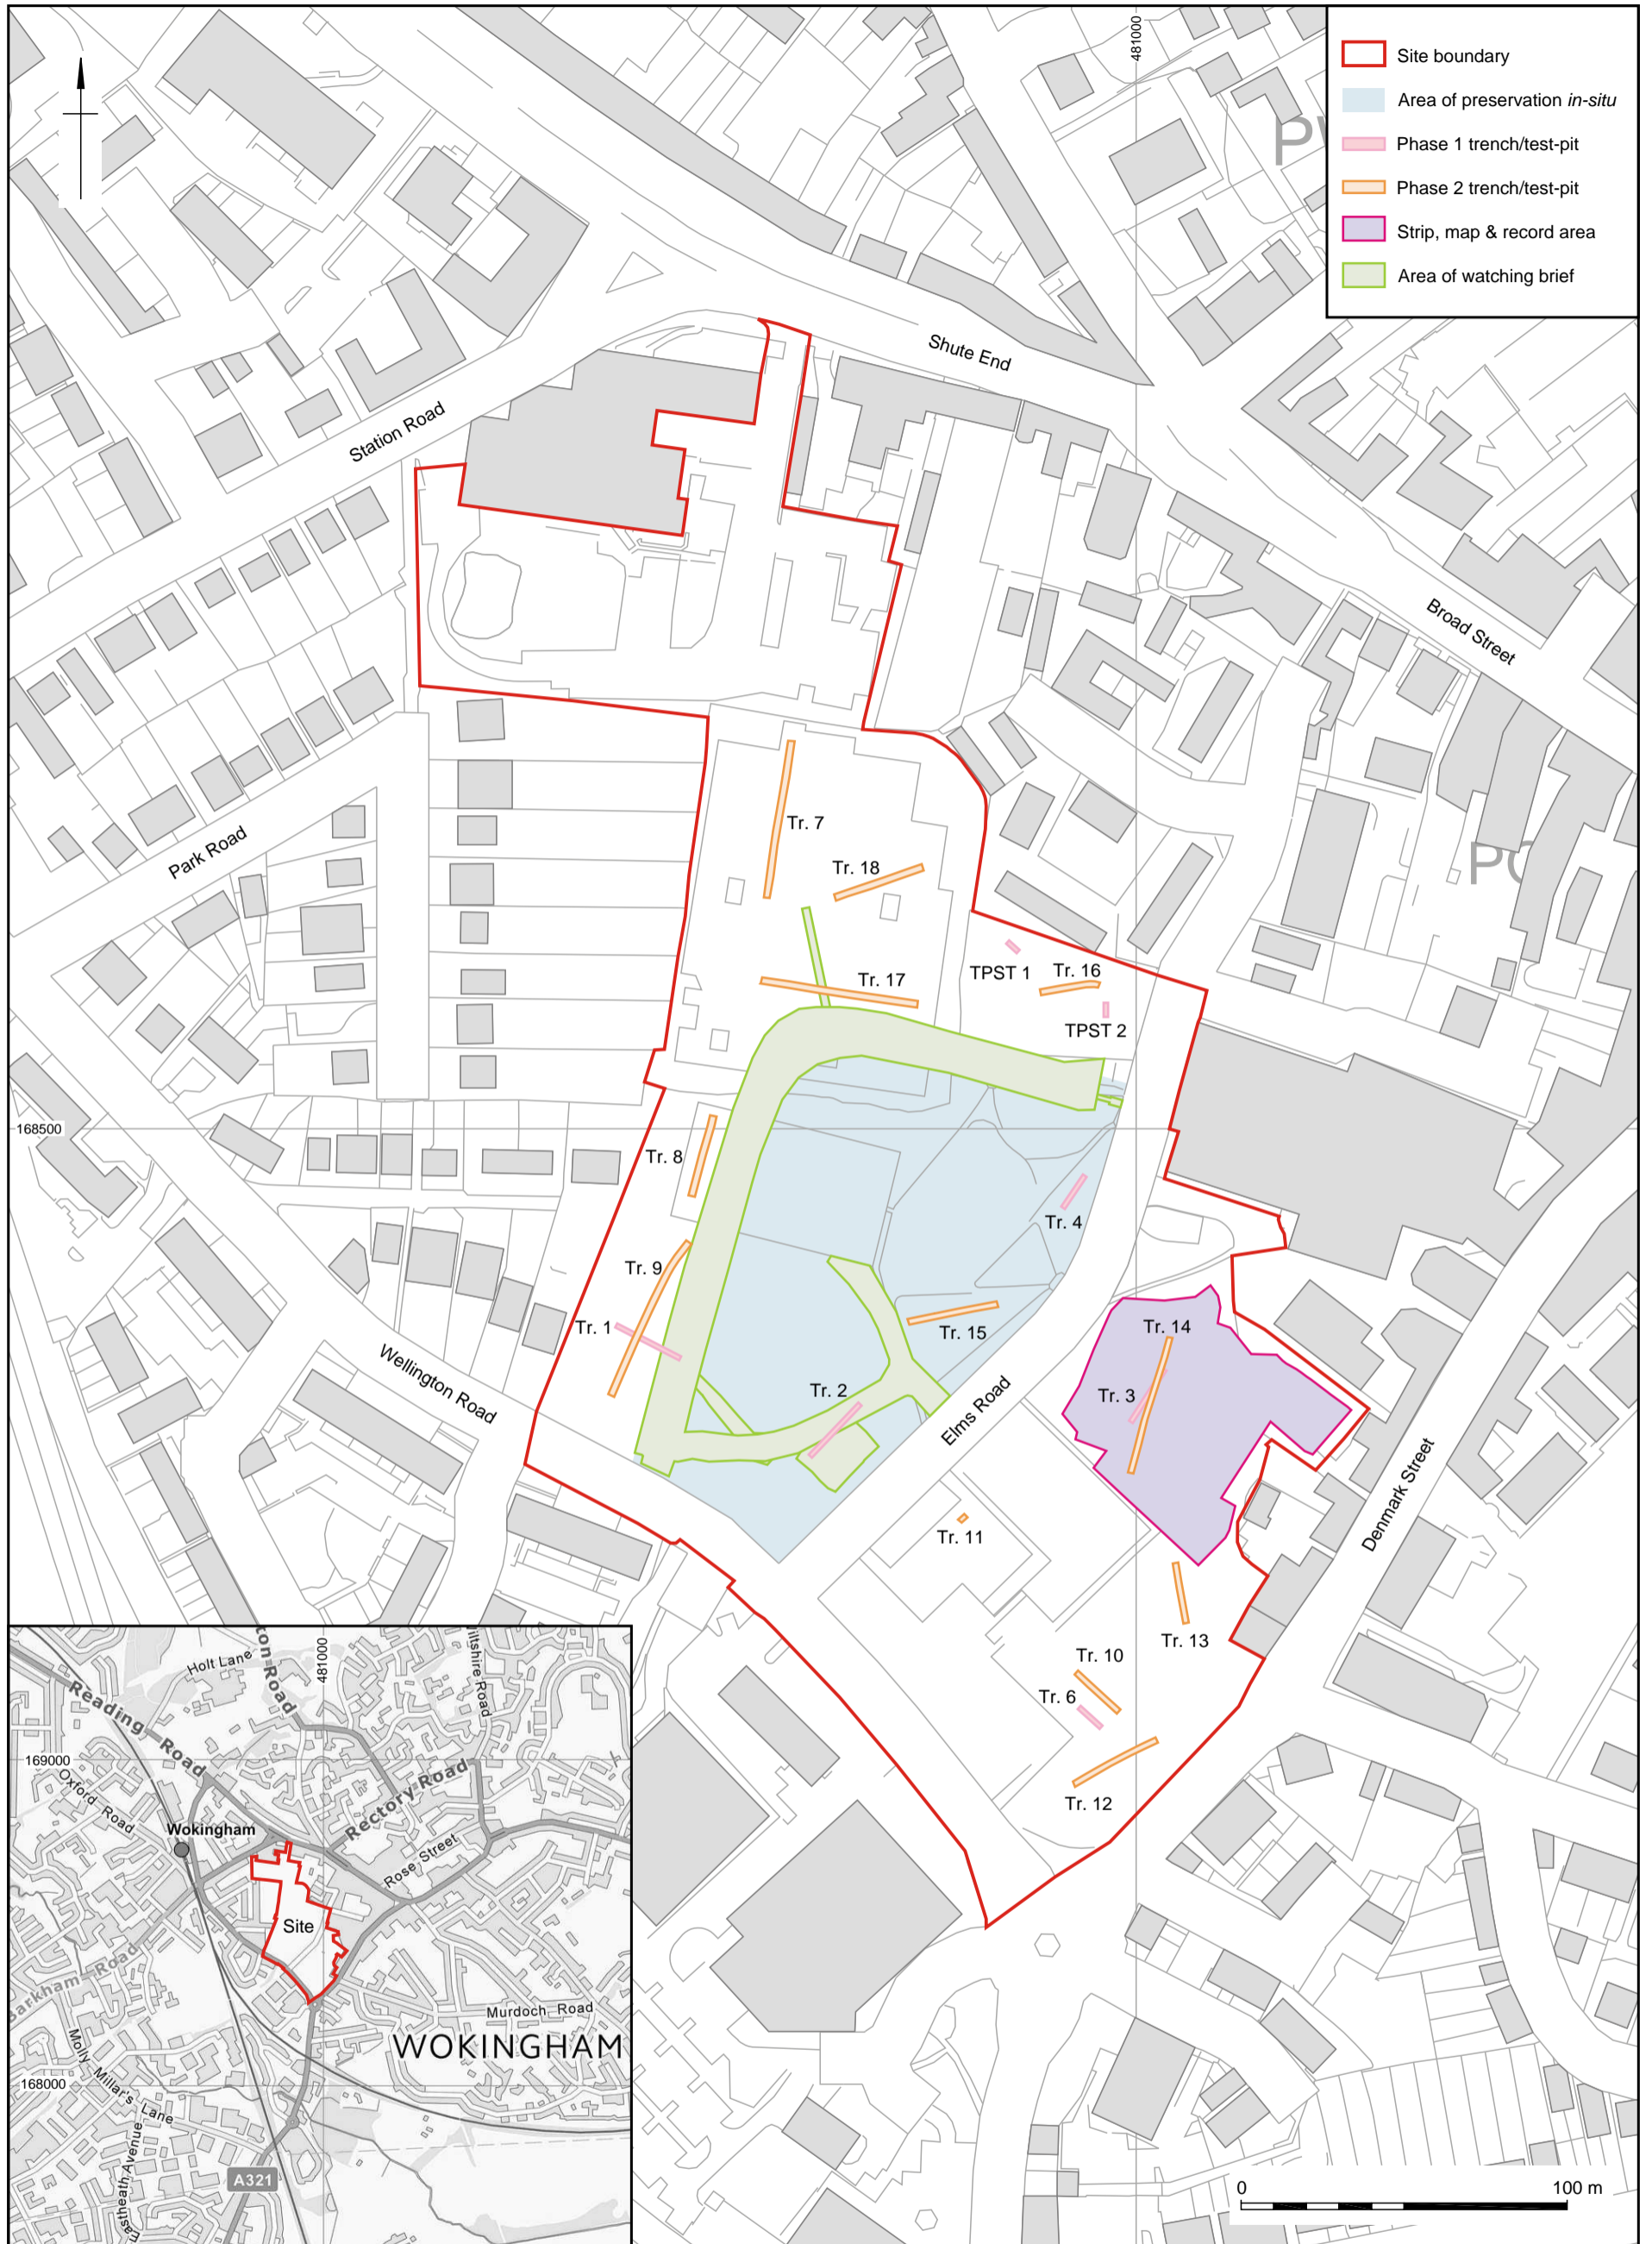 481000
Site boundary
Area of preservation in-situ
Phase 1 trench/test-pit
Phase 2 trench/test-pit
Strip, map & record area
Area of watching brief
Shute End
Station Road
Broad Street
Park Road
Tr. 7
Tr. 18
TPST 1
Tr. 16
Tr. 17
TPST 2
168500
Tr. 8
Tr. 4
Tr. 9
Tr. 1
Tr. 15
Tr. 14
Wellington Road
Tr. 2
Tr. 3
Elms Road
Denmark Street
Tr. 11
Tr. 13
Tr. 10
Tr. 6
Tr. 12
Holt Lane
481000
Reading Road
169000
Oxford Road
Rectory Road
Wokingham
Rose Street
Site
Murdoch Road
WOKINGHAM
Molly Millar's Lane
168000
A321
0 100 m